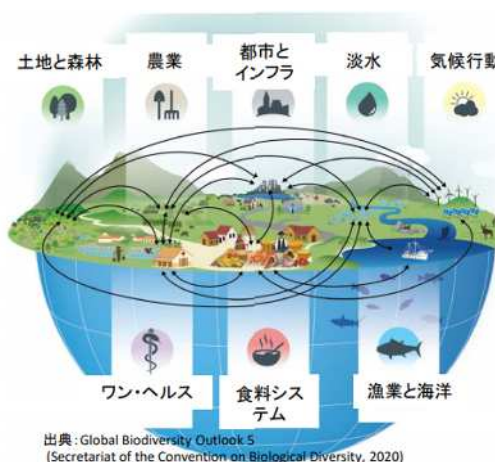 土地と森林
農業
都市と
インフラ
淡水
気候行動
ワン・ヘルス
食料シス
テム
漁業と海洋
出典：Global Biodiversity Outlook 5
(Secretariat of the Convention on Biological Diversity, 2020)